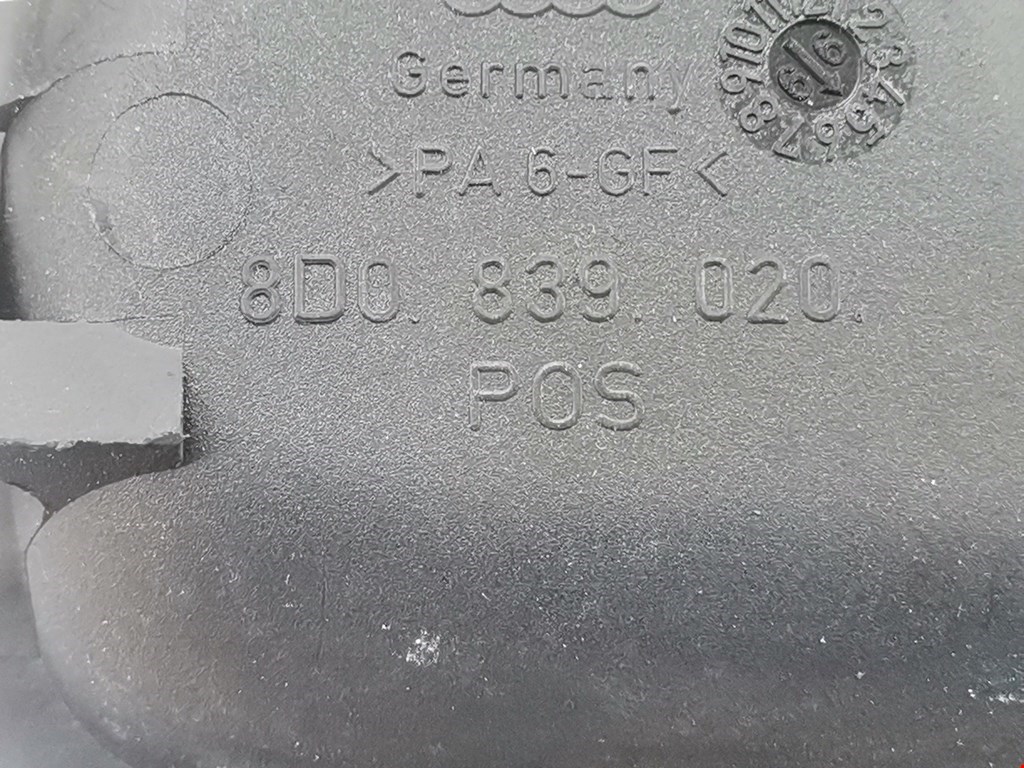 Germany
>PA 6-GF<
8D0. 839. 020.
POS